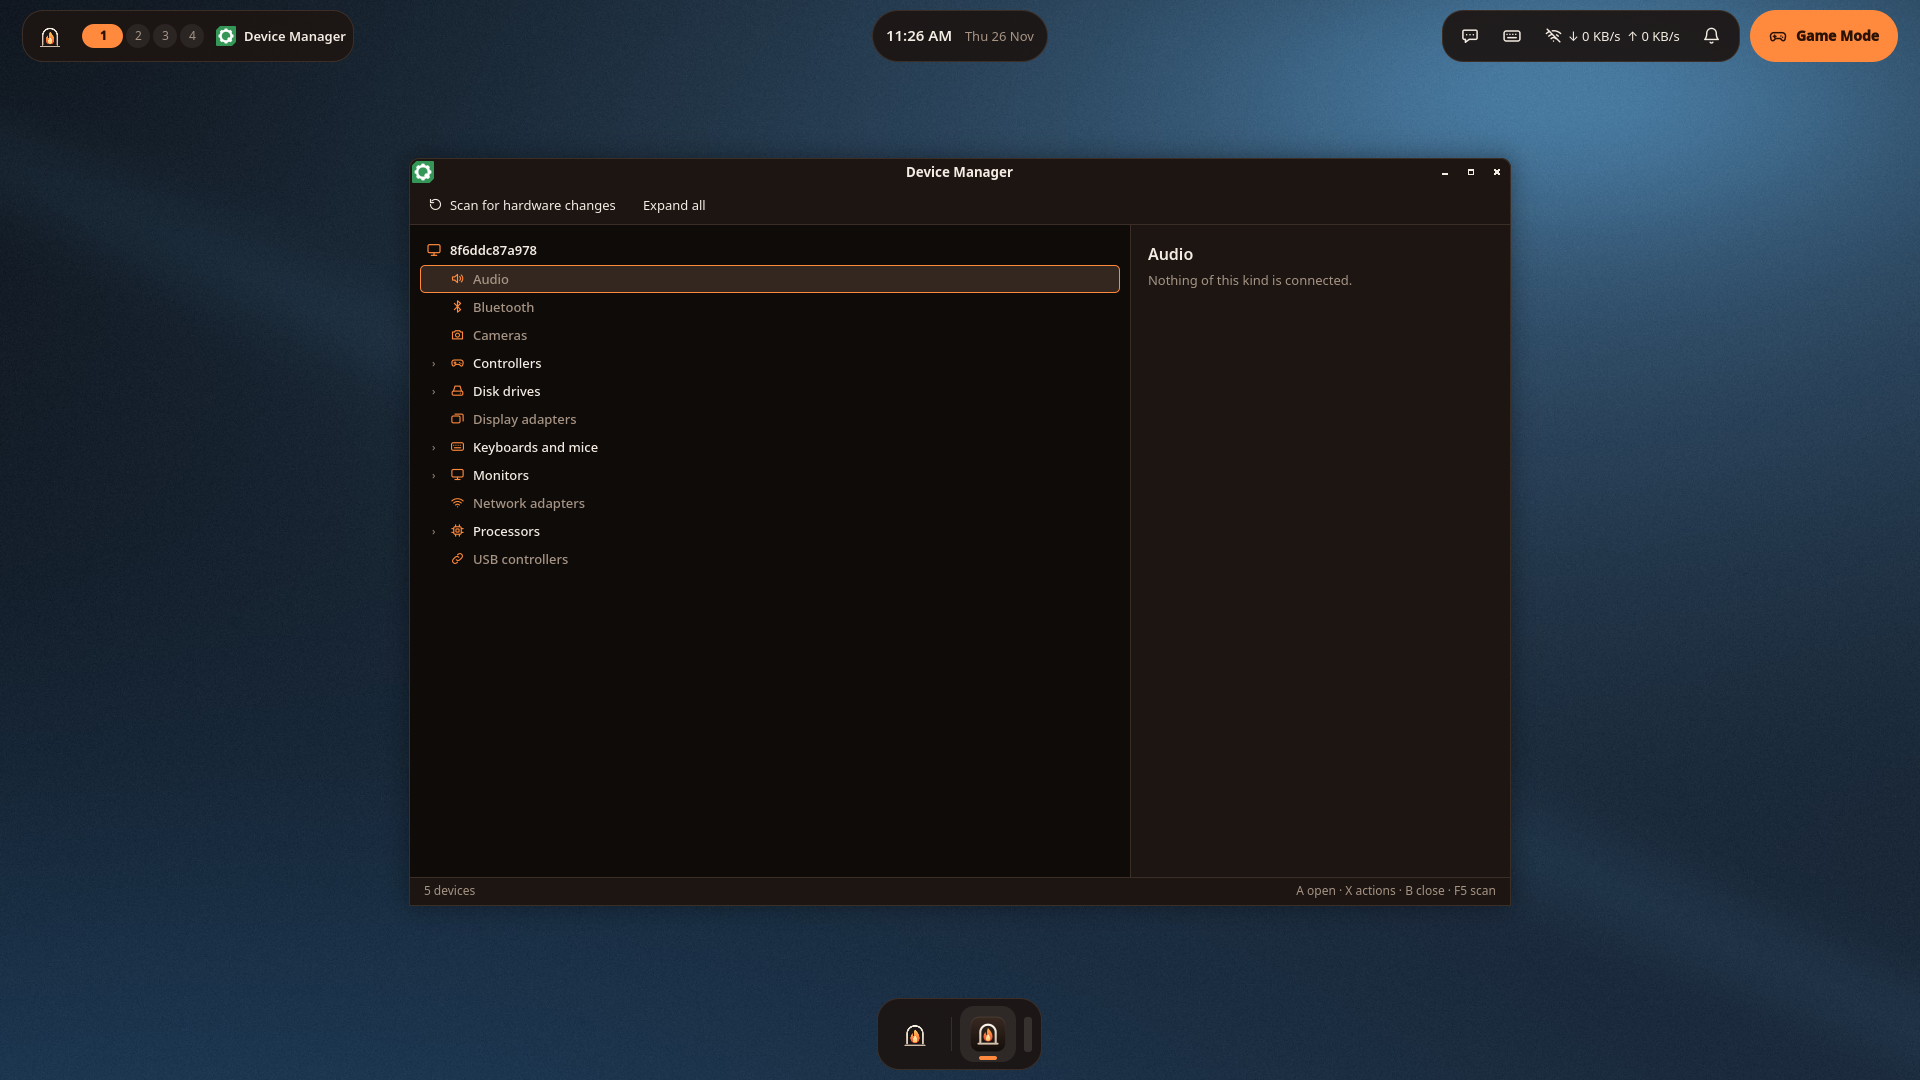 1 2 3 4 Device Manager
11:26 AM Thu 26 Nov
↓ 0 KB/s ↑ 0 KB/s
Game Mode
Device Manager
Scan for hardware changes Expand all
8f6ddc87a978
Audio
Bluetooth
Cameras
Controllers
Disk drives
Display adapters
Keyboards and mice
Monitors
Network adapters
Processors
USB controllers
Audio
Nothing of this kind is connected.
5 devices
A open · X actions · B close · F5 scan